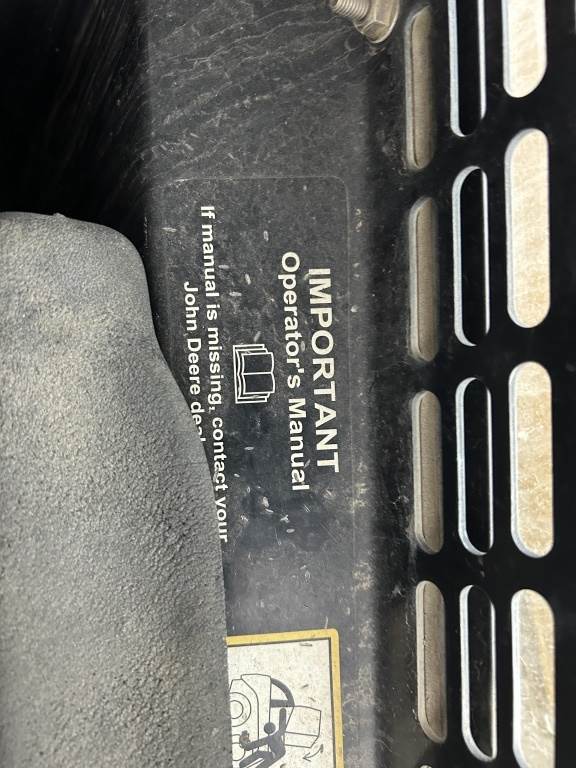 IMPORTANT
Operator's Manual
If manual is missing, contact your
John Deere